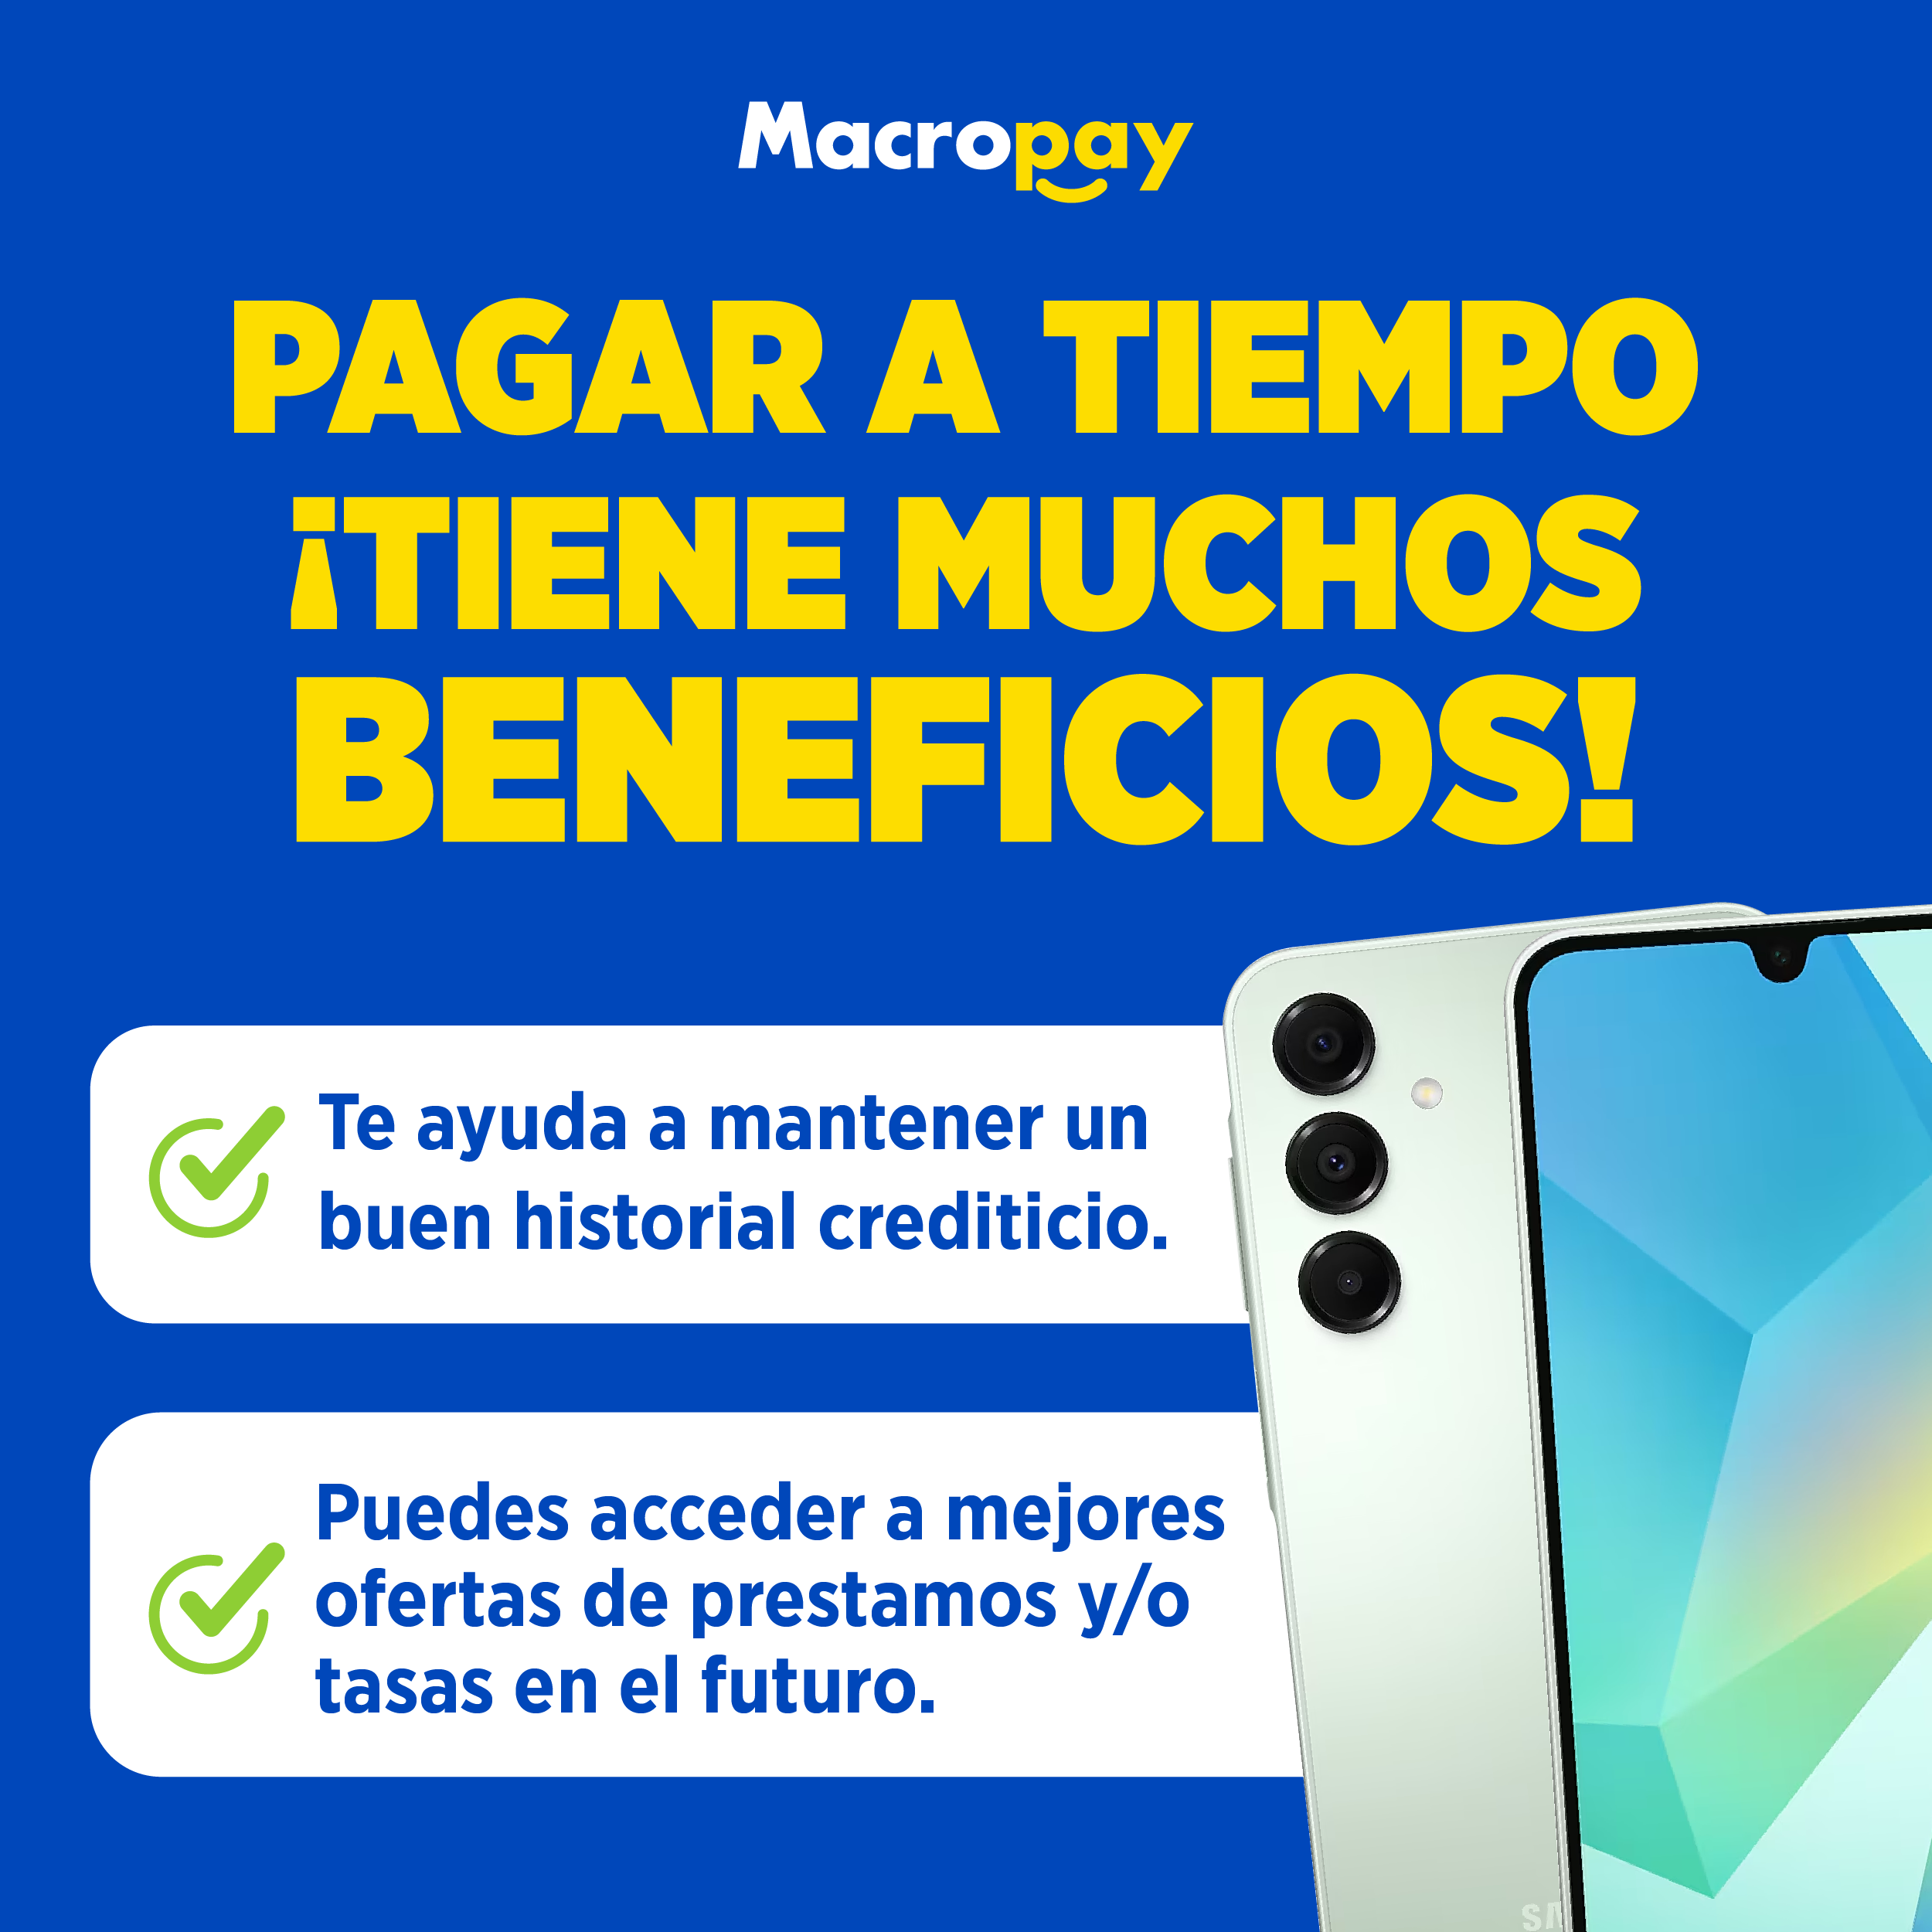 Macropay
PAGAR A TIEMPO
¡TIENE MUCHOS
BENEFICIOS!
Te ayuda a mantener un
buen historial crediticio.
Puedes acceder a mejores
ofertas de prestamos y/o
tasas en el futuro.